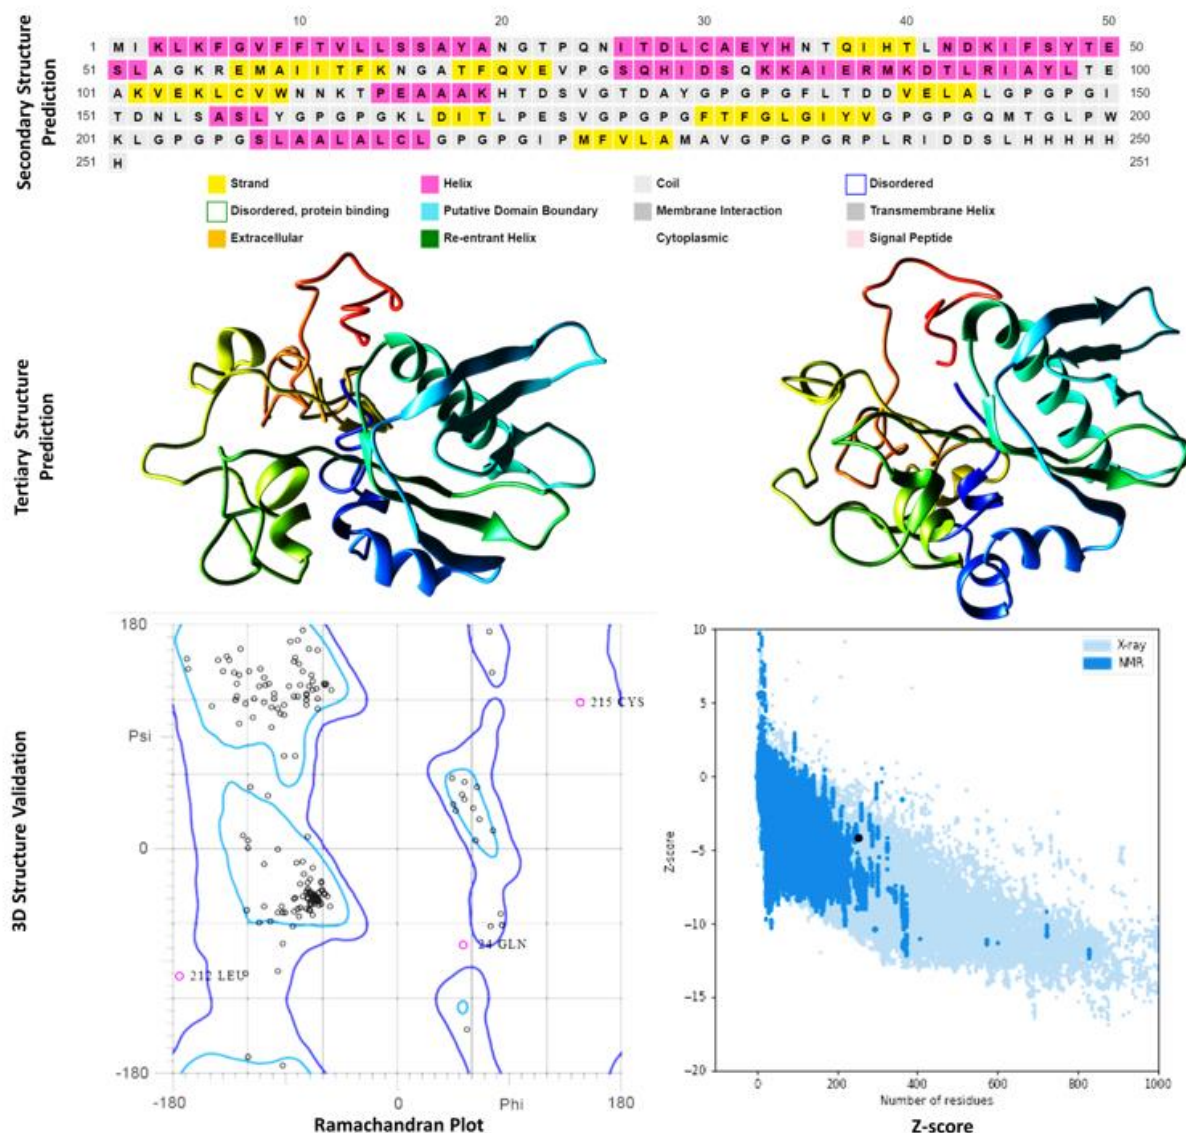 Secondary Structure
Prediction
10 20 30 40 50
1 M I K L K F G V F F T V L L S S A Y A N G T P Q N I T D L C A E Y H N T Q I H T L N D K I F S Y T E 50
51 S L A G K R E M A I I T F K N G A T F Q V E V P G S Q H I D S Q K K A I E R M K D T L R I A Y L T E 100
101 A K V E K L C V W N N K T P E A A A K H T D S V G T D A Y G P G P G F L T D D V E L A L G P G P G I 150
151 T D N L S A S L Y G P G P G K L D I T L P E S V G P G P G F T F G L G I Y V G P G P G Q M T G L P W 200
201 K L G P G P G S L A A L A L C L G P G P G I P M F V L A M A V G P G P G R P L R I D D S L H H H H H 250
251 H 251
Strand Helix Coil Disordered
Disordered, protein binding Putative Domain Boundary Membrane Interaction Transmembrane Helix
Extracellular Re-entrant Helix Cytoplasmic Signal Peptide
Tertiary Structure
Prediction
3D Structure Validation
180
Psi
0
-180
-180 0 Phi 180
215 CYS
24 GLN
212 LEU
Ramachandran Plot
X-ray
NMR
10
5
0
−5
−10
−15
−20
Z-score
0 200 400 600 800 1000
Number of residues
Z-score